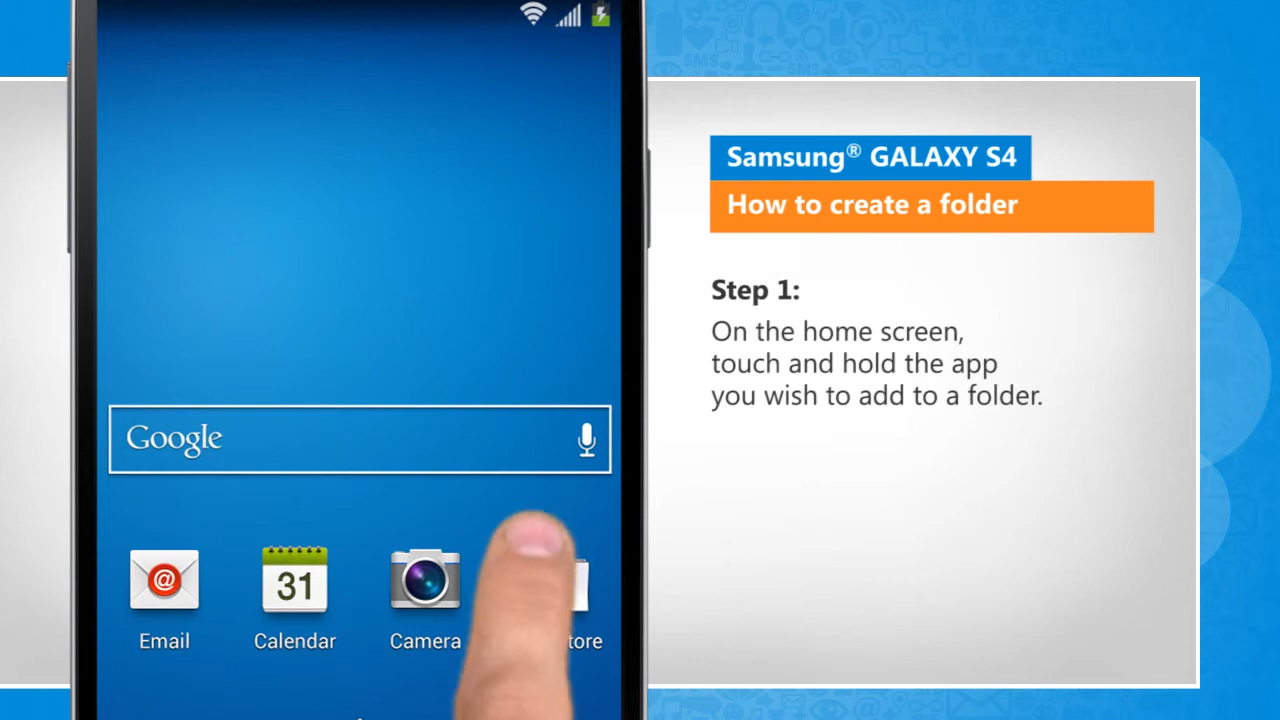 Samsung® GALAXY S4
How to create a folder
Step 1:
On the home screen,
touch and hold the app
you wish to add to a folder.
Google
@
31
Email
Calendar
Camera
SMS